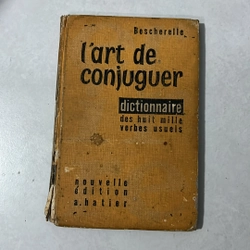 Bescherelle
l'art de
conjuguer
dictionnaire
des huit mille
verbes usuels
nouvelle
édition
a.hatier